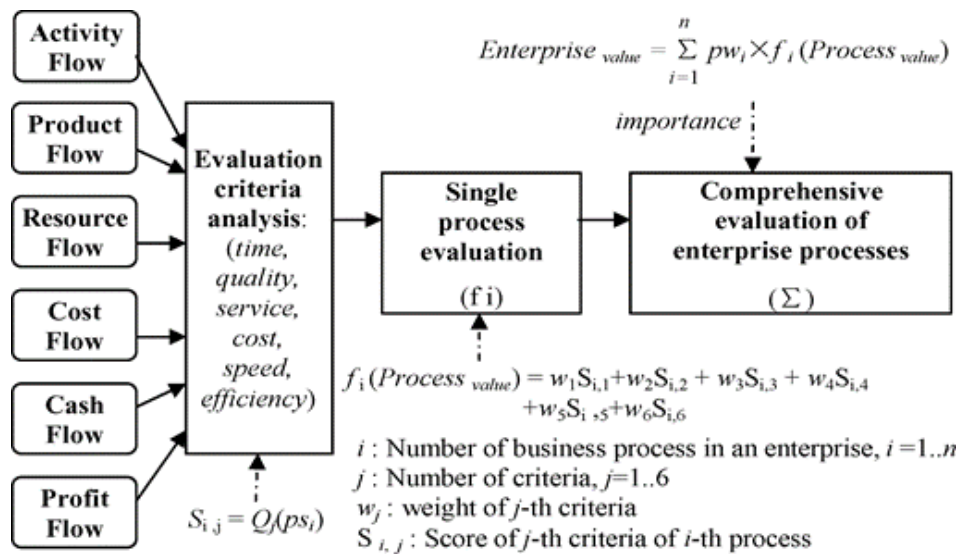 Activity
Flow
Product
Flow
Resource
Flow
Cost
Flow
Cash
Flow
Profit
Flow
Evaluation
criteria
analysis:
(time,
quality,
service,
cost,
speed,
efficiency)
S i,j = Qj(psi)
Single
process
evaluation
(f i)
fi (Process value) = w1Si,1+w2Si,2 + w3Si,3 + w4Si,4
+w5Si ,5+w6Si,6
Enterprise value = n ∑ i=1 pwi × f i (Process value)
importance
Comprehensive
evaluation of
enterprise processes
(∑)
i : Number of business process in an enterprise, i =1..n
j : Number of criteria, j=1..6
wj : weight of j-th criteria
S i, j : Score of j-th criteria of i-th process